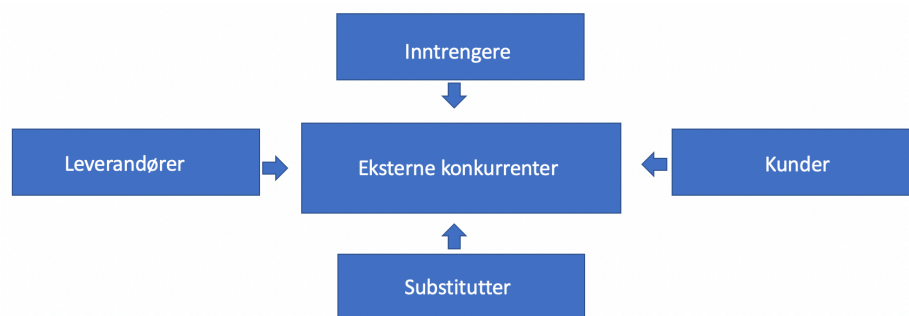 Inntrengere
Leverandører
Eksterne konkurrenter
Kunder
Substitutter